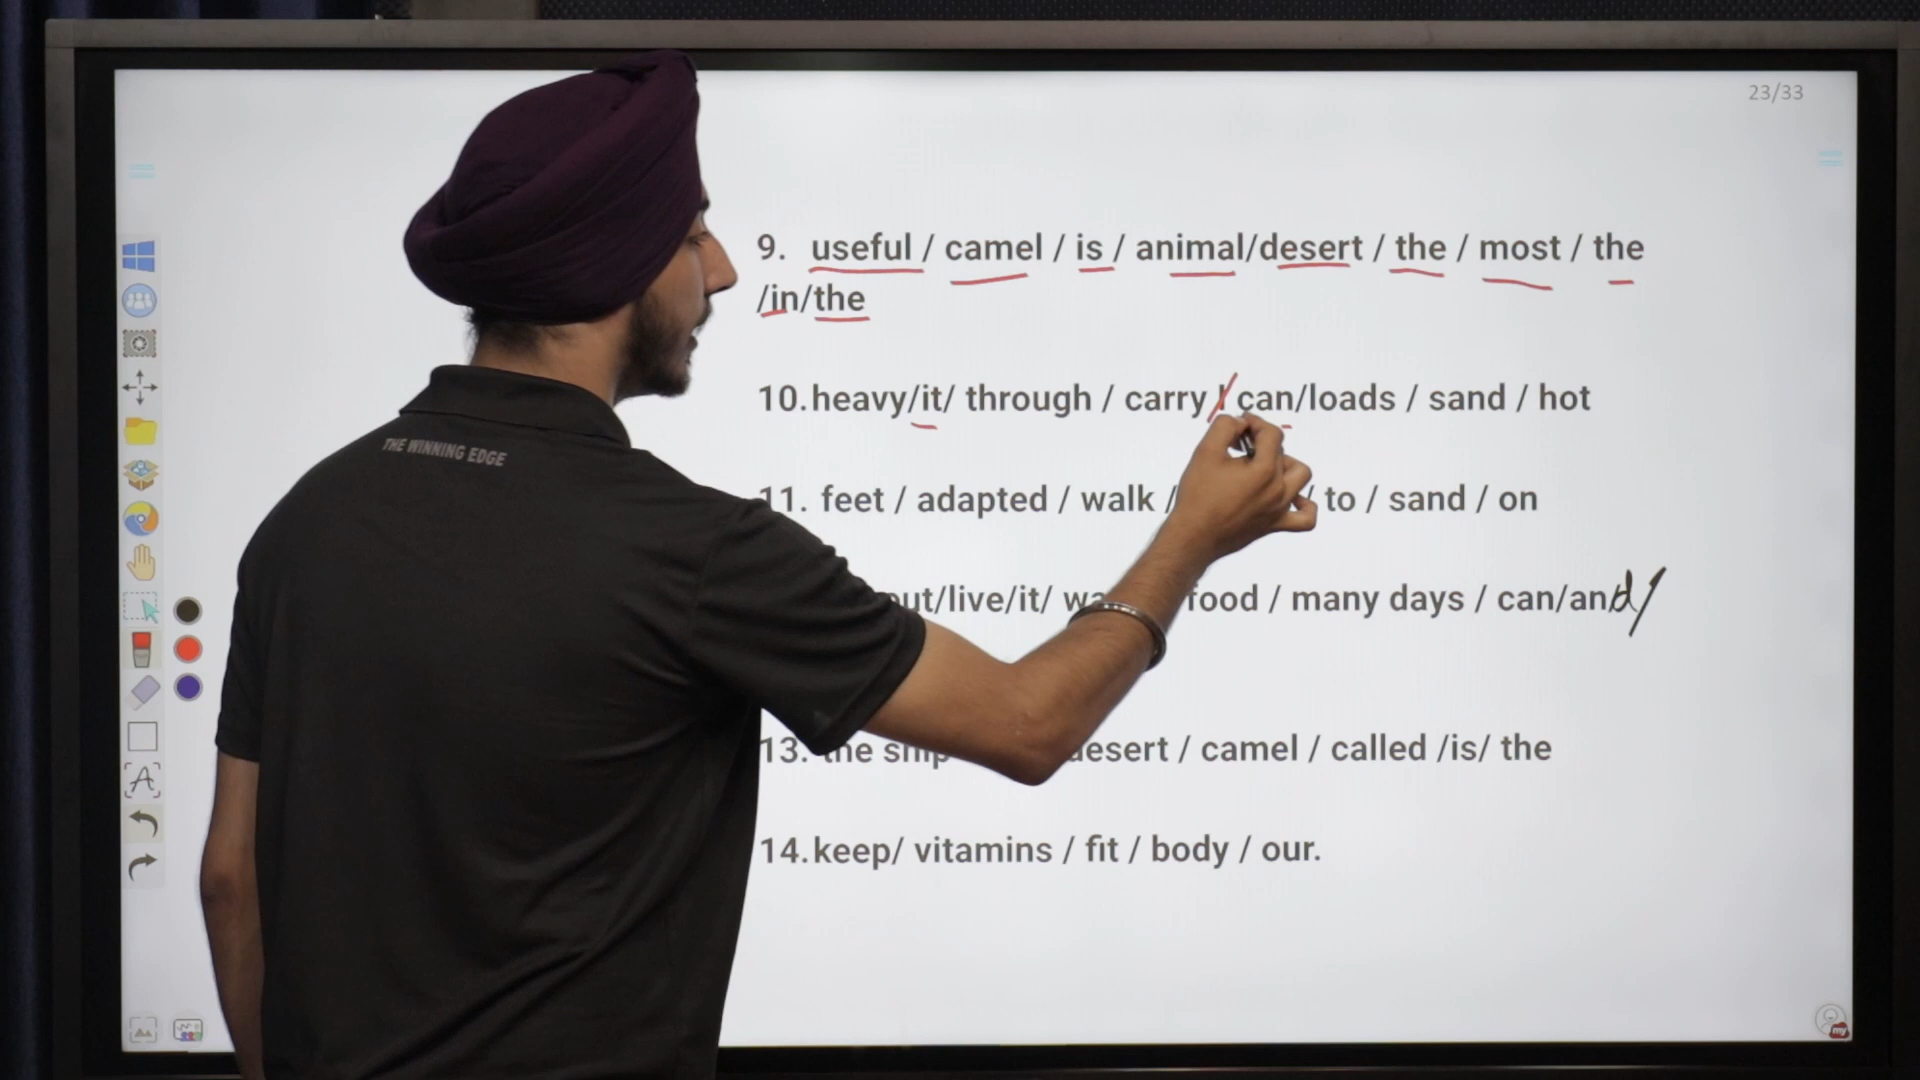 23/33
9. useful / camel / is / animal/desert / the / most / the
/in/the
10.heavy/it/ through / carry / can/loads / sand / hot
THE WINNING EDGE
11. feet / adapted / walk / / to / sand / on
/live/it/ / many days / can/and/
13. the desert / camel / called /is/ the
14.keep/ vitamins / fit / body / our.